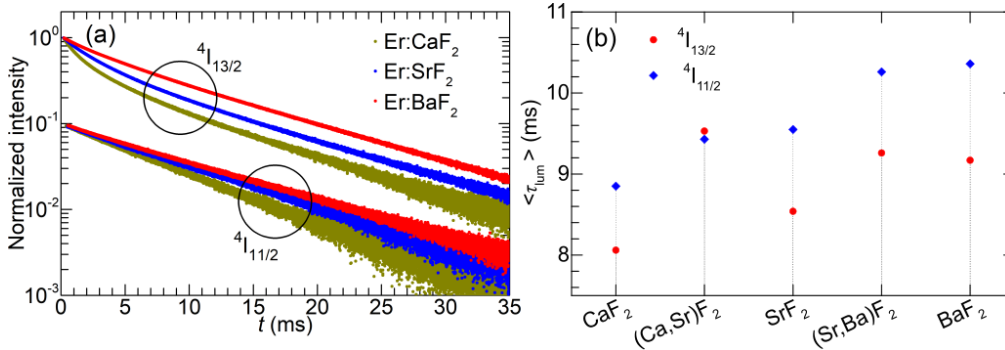 (a)
⁴I₁₃/₂
Er:CaF₂
Er:SrF₂
Er:BaF₂
⁴I₁₁/₂
Normalized intensity
10⁰
10⁻¹
10⁻²
10⁻³
0 5 10 15 20 25 30 35
t (ms)
(b)
⁴I₁₃/₂
⁴I₁₁/₂
<τlum> (ms)
11
10
9
8
CaF₂
(Ca,Sr)F₂
SrF₂
(Sr,Ba)F₂
BaF₂